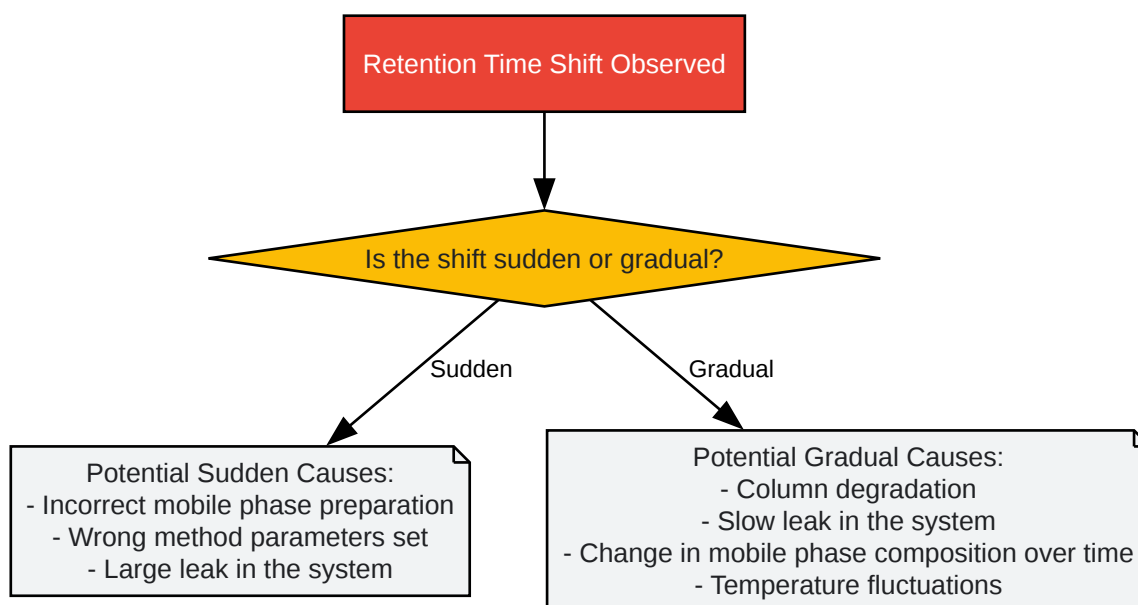 Retention Time Shift Observed
Is the shift sudden or gradual?
Sudden
Gradual
Potential Sudden Causes:
- Incorrect mobile phase preparation
- Wrong method parameters set
- Large leak in the system
Potential Gradual Causes:
- Column degradation
- Slow leak in the system
- Change in mobile phase composition over time
- Temperature fluctuations